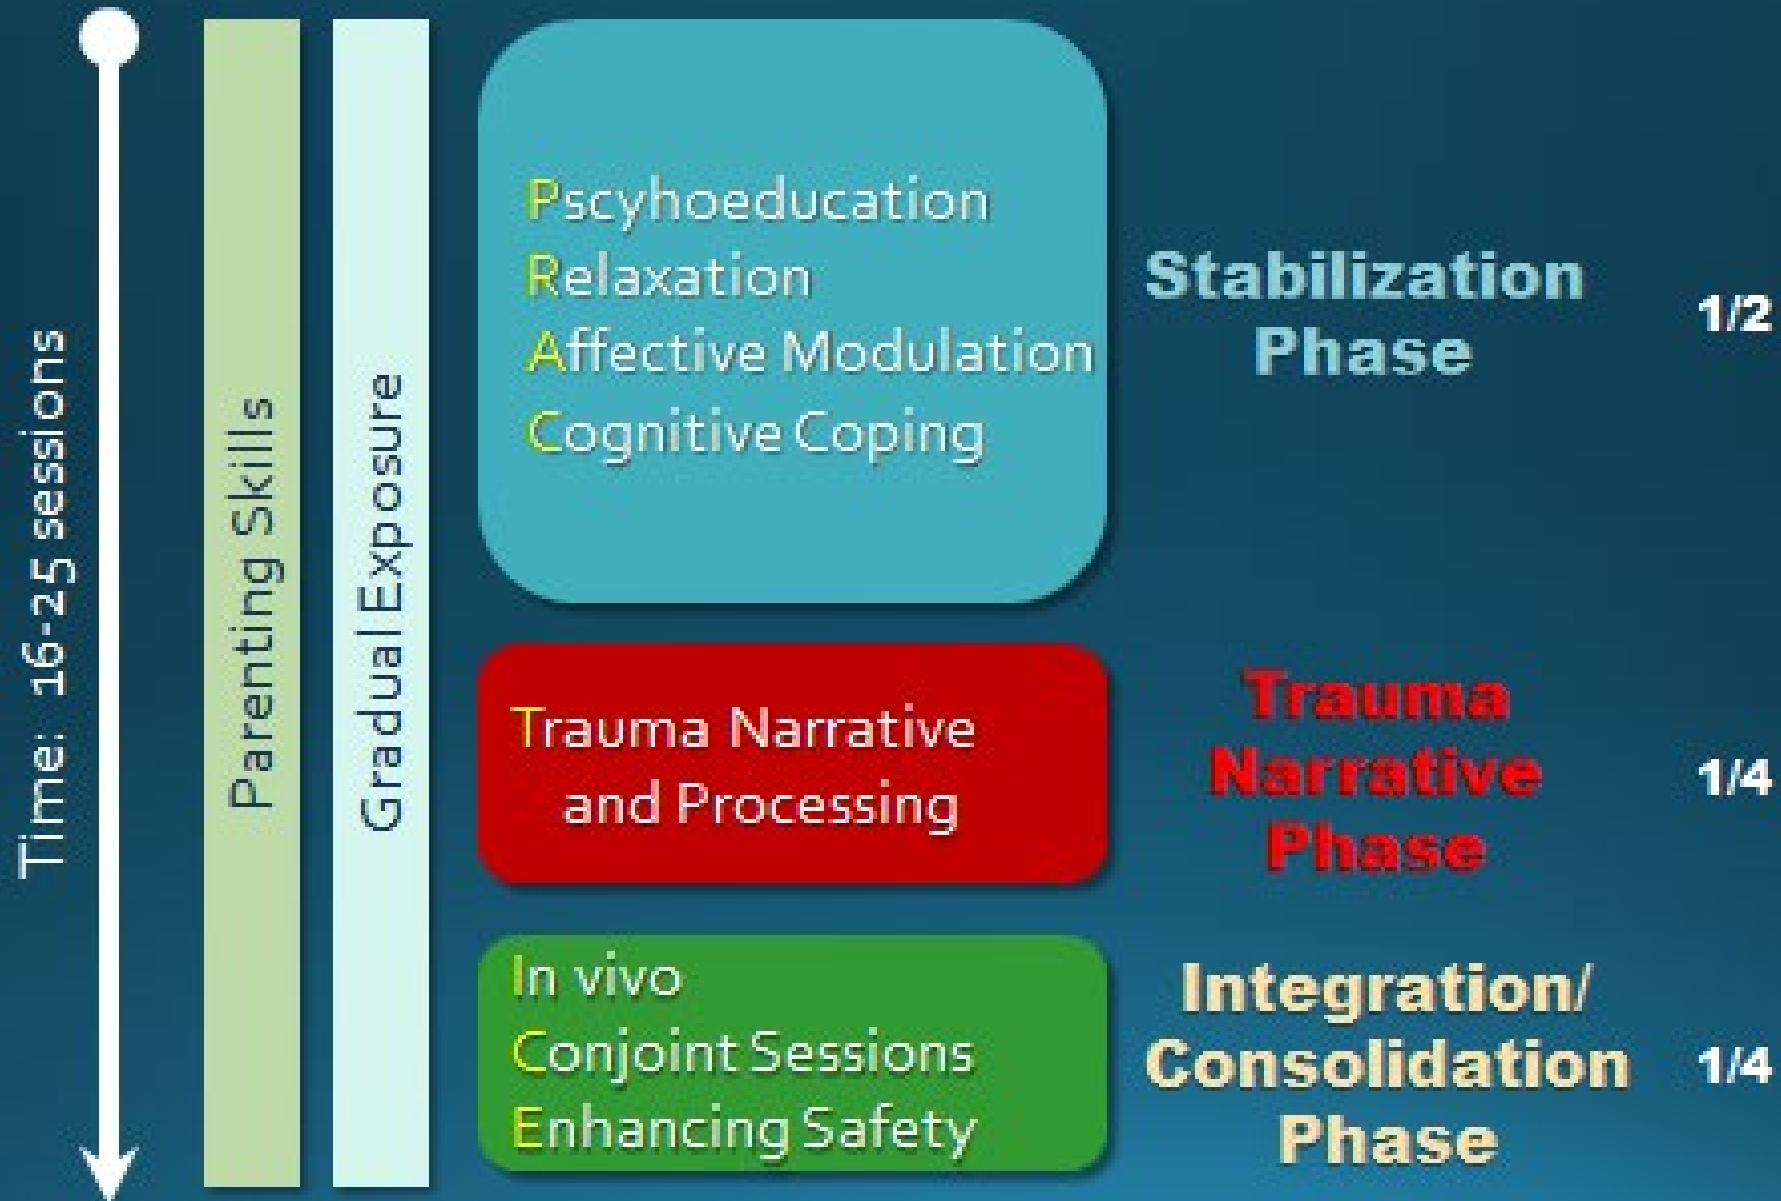 Time: 16-25 sessions
Parenting Skills
Gradual Exposure
Pscyhoeducation
Relaxation
Affective Modulation
Cognitive Coping
Stabilization
Phase
1/2
Trauma Narrative
and Processing
Trauma
Narrative
Phase
1/4
In vivo
Conjoint Sessions
Enhancing Safety
Integration/
Consolidation
Phase
1/4